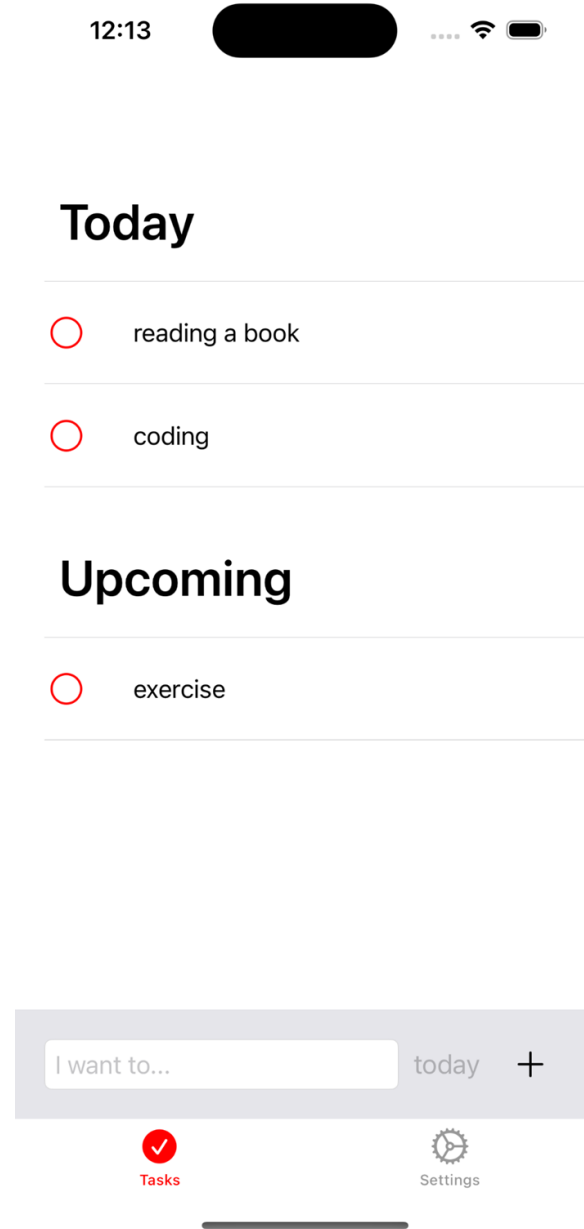 12:13
Today
reading a book
coding
Upcoming
exercise
I want to...
today
Tasks
Settings